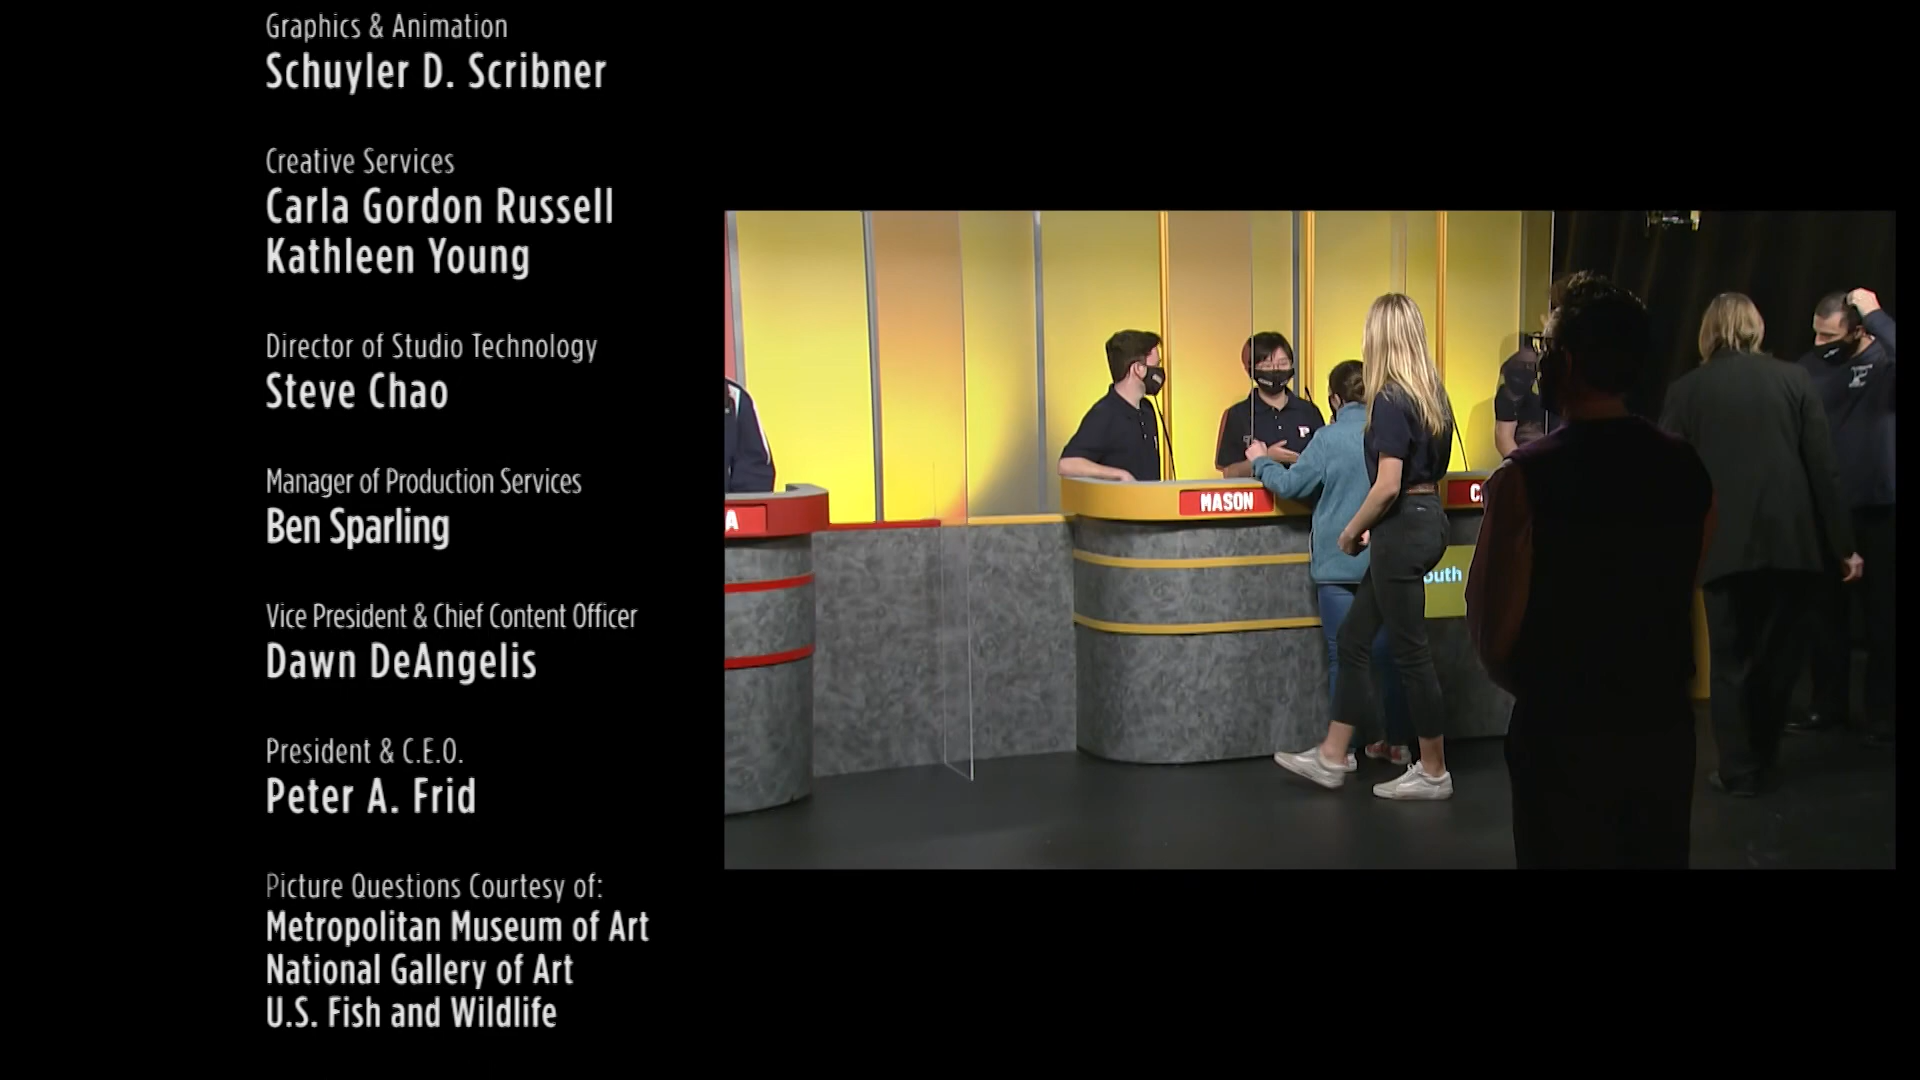 Graphics & Animation
Schuyler D. Scribner
Creative Services
Carla Gordon Russell
Kathleen Young
Director of Studio Technology
Steve Chao
Manager of Production Services
Ben Sparling
Vice President & Chief Content Officer
Dawn DeAngelis
President & C.E.O.
Peter A. Frid
Picture Questions Courtesy of:
Metropolitan Museum of Art
National Gallery of Art
U.S. Fish and Wildlife
A
MASON
C
outh
P